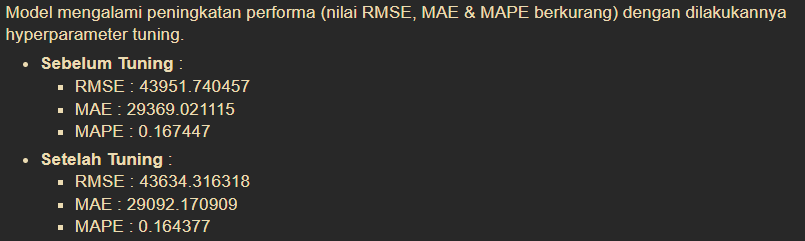 Model mengalami peningkatan performa (nilai RMSE, MAE & MAPE berkurang) dengan dilakukannya
hyperparameter tuning.
• Sebelum Tuning :
▪ RMSE : 43951.740457
▪ MAE : 29369.021115
▪ MAPE : 0.167447
• Setelah Tuning :
▪ RMSE : 43634.316318
▪ MAE : 29092.170909
▪ MAPE : 0.164377